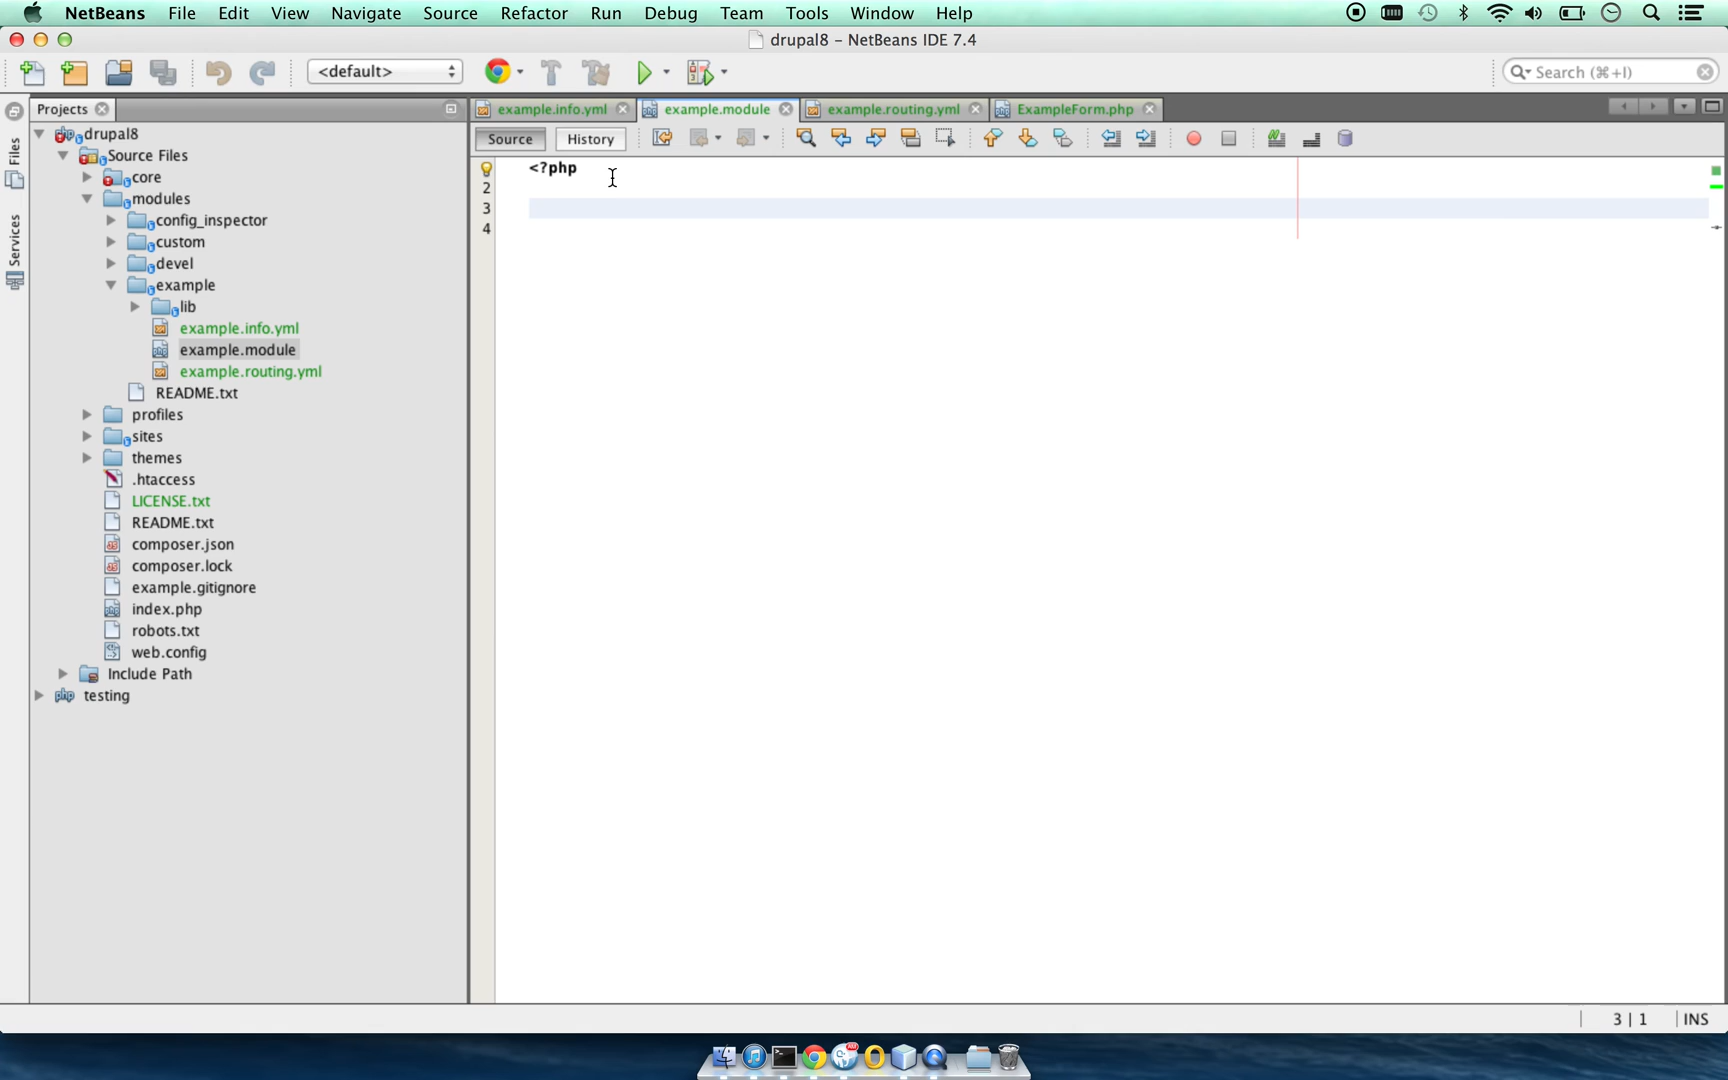 NetBeans File Edit View Navigate Source Refactor Run Debug Team Tools Window Help
drupal8 – NetBeans IDE 7.4
<default>
Search (⌘+I)
Projects
example.info.yml
example.module
example.routing.yml
ExampleForm.php
Files
Services
Source
History
drupal8
Source Files
core
modules
config_inspector
custom
devel
example
lib
example.info.yml
example.module
example.routing.yml
README.txt
profiles
sites
themes
.htaccess
LICENSE.txt
README.txt
composer.json
composer.lock
example.gitignore
index.php
robots.txt
web.config
Include Path
testing
<?php
2
3
4
3 | 1
INS